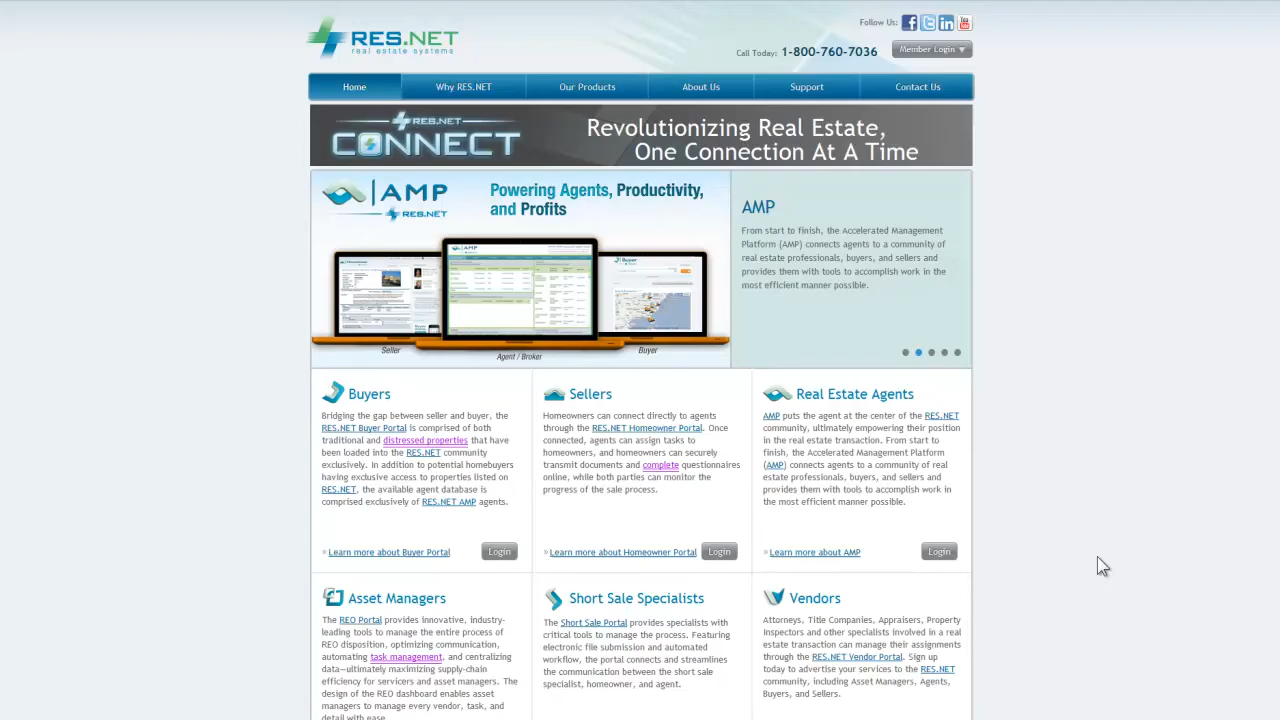 Follow Us:
RES.NET
real estate systems
Call Today: 1-800-760-7036
Member Login ▼
Home
Why RES.NET
Our Products
About Us
Support
Contact Us
RES.NET
CONNECT
Revolutionizing Real Estate,
One Connection At A Time
AMP
RES.NET
Powering Agents, Productivity,
and Profits
Seller
Agent / Broker
Buyer
AMP
From start to finish, the Accelerated Management
Platform (AMP) connects agents to a community of
real estate professionals, buyers, and sellers and
provides them with tools to accomplish work in the
most efficient manner possible.
Buyers
Bridging the gap between seller and buyer, the
RES.NET Buyer Portal is comprised of both
traditional and distressed properties that have
been loaded into the RES.NET community
exclusively. In addition to potential homebuyers
having exclusive access to properties listed on
RES.NET, the available agent database is
comprised exclusively of RES.NET AMP agents.
» Learn more about Buyer Portal
Login
Sellers
Homeowners can connect directly to agents
through the RES.NET Homeowner Portal. Once
connected, agents can assign tasks to
homeowners, and homeowners can securely
transmit documents and complete questionnaires
online, while both parties can monitor the
progress of the sale process.
» Learn more about Homeowner Portal
Login
Real Estate Agents
AMP puts the agent at the center of the RES.NET
community, ultimately empowering their position
in the real estate transaction. From start to
finish, the Accelerated Management Platform
(AMP) connects agents to a community of real
estate professionals, buyers, and sellers and
provides them with tools to accomplish work in
the most efficient manner possible.
» Learn more about AMP
Login
Asset Managers
The REO Portal provides innovative, industry-
leading tools to manage the entire process of
REO disposition, optimizing communication,
automating task management, and centralizing
data—ultimately maximizing supply-chain
efficiency for servicers and asset managers. The
design of the REO dashboard enables asset
managers to manage every vendor, task, and
detail with ease.
Short Sale Specialists
The Short Sale Portal provides specialists with
critical tools to manage the process. Featuring
electronic file submission and automated
workflow, the portal connects and streamlines
the communication between the short sale
specialist, homeowner, and agent.
Vendors
Attorneys, Title Companies, Appraisers, Property
Inspectors and other specialists involved in a real
estate transaction can manage their assignments
through the RES.NET Vendor Portal. Sign up
today to advertise your services to the RES.NET
community, including Asset Managers, Agents,
Buyers, and Sellers.